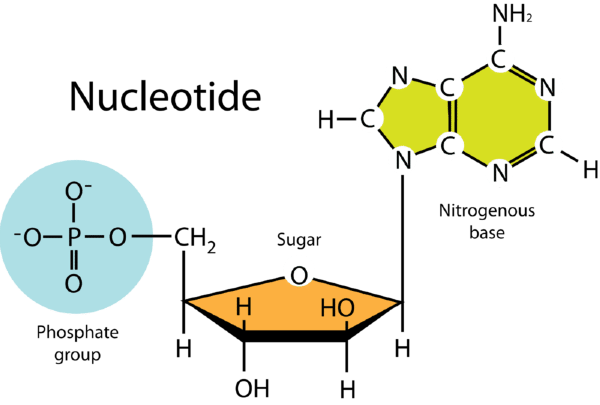 NH₂
C
N
C
N
Nucleotide
H
C
C
C
N
N
H
O⁻
Nitrogenous
base
⁻O
P
O
CH₂
Sugar
O
O
H
HO
Phosphate
group
H
H
OH
H